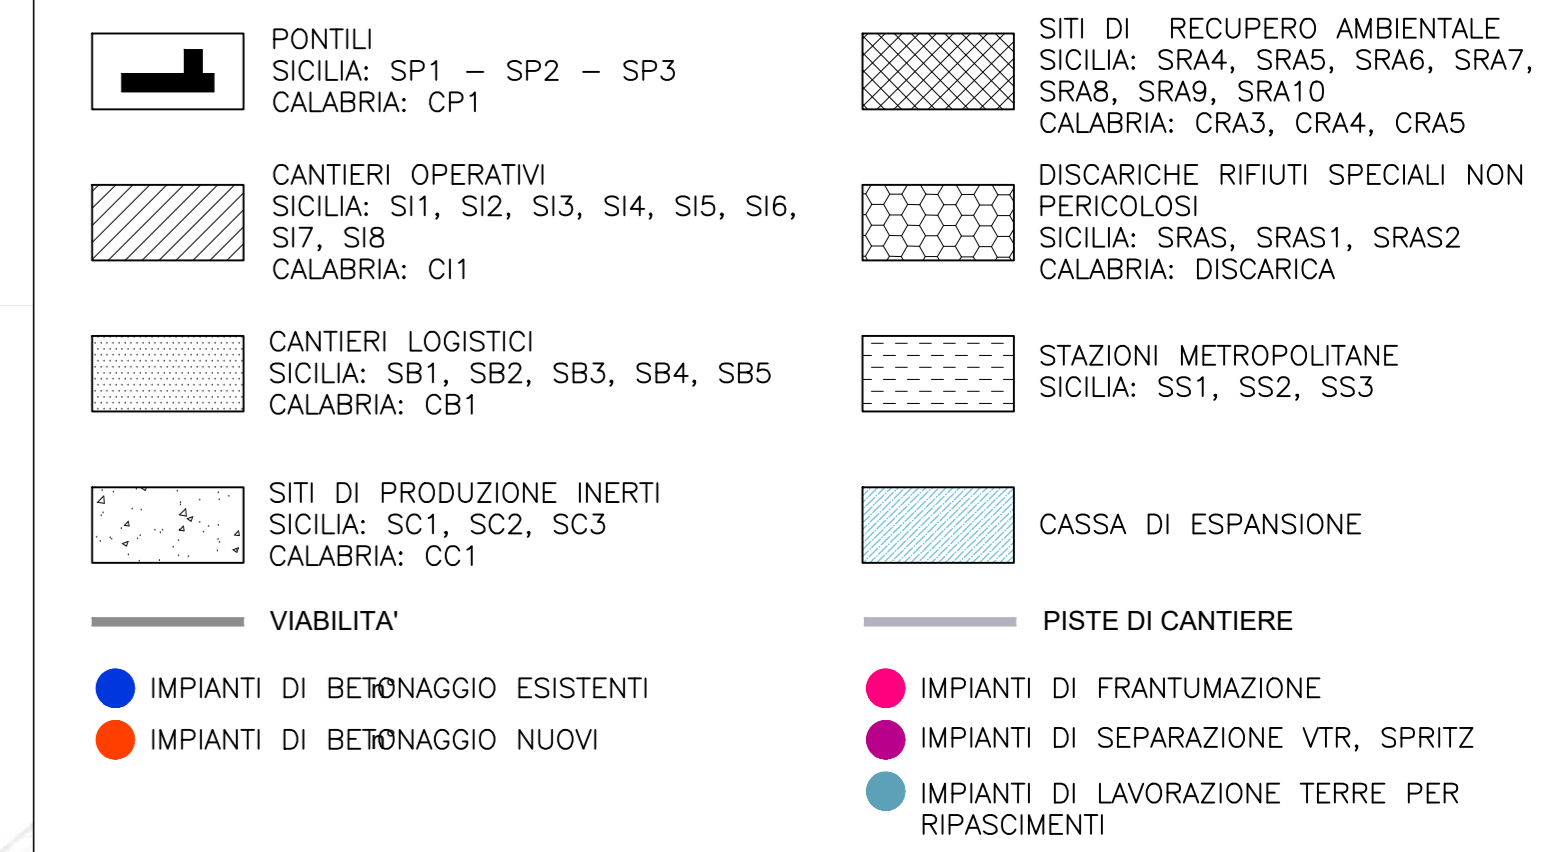 PONTILI
SICILIA: SP1 – SP2 – SP3
CALABRIA: CP1
CANTIERI OPERATIVI
SICILIA: SI1, SI2, SI3, SI4, SI5, SI6,
SI7, SI8
CALABRIA: CI1
CANTIERI LOGISTICI
SICILIA: SB1, SB2, SB3, SB4, SB5
CALABRIA: CB1
SITI DI PRODUZIONE INERTI
SICILIA: SC1, SC2, SC3
CALABRIA: CC1
VIABILITA'
IMPIANTI DI BETONAGGIO ESISTENTI
n°
IMPIANTI DI BETONAGGIO NUOVI
n°
SITI DI RECUPERO AMBIENTALE
SICILIA: SRA4, SRA5, SRA6, SRA7,
SRA8, SRA9, SRA10
CALABRIA: CRA3, CRA4, CRA5
DISCARICHE RIFIUTI SPECIALI NON
PERICOLOSI
SICILIA: SRAS, SRAS1, SRAS2
CALABRIA: DISCARICA
STAZIONI METROPOLITANE
SICILIA: SS1, SS2, SS3
CASSA DI ESPANSIONE
PISTE DI CANTIERE
IMPIANTI DI FRANTUMAZIONE
IMPIANTI DI SEPARAZIONE VTR, SPRITZ
IMPIANTI DI LAVORAZIONE TERRE PER
RIPASCIMENTI